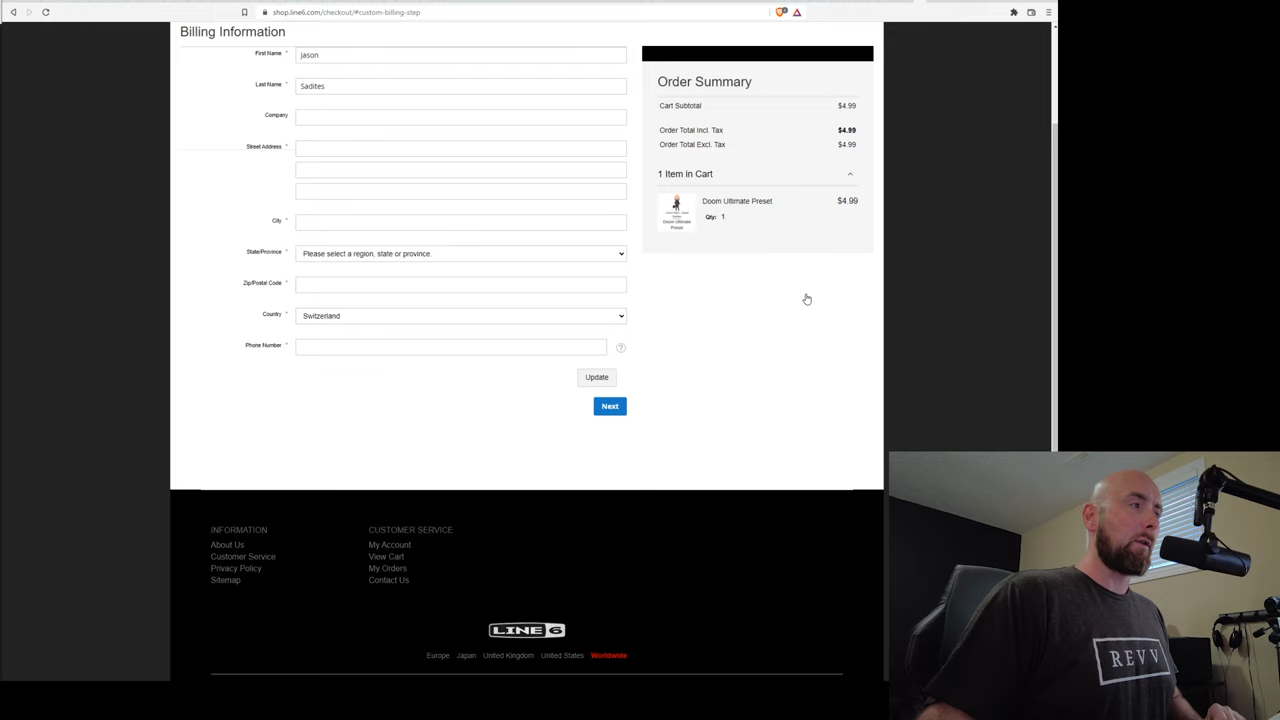 shop.line6.com/checkout/#custom-billing-step
Billing Information
First Name *
Jason
Last Name *
Sadites
Company
Street Address *
City *
State/Province *
Please select a region, state or province.
Zip/Postal Code *
Country *
Switzerland
Phone Number *
?
Update
Next
Order Summary
Cart Subtotal $4.99
Order Total Incl. Tax $4.99
Order Total Excl. Tax $4.99
1 Item in Cart
Doom Ultimate Preset $4.99
Qty: 1
Doom Ultimate
Preset
INFORMATION
About Us
Customer Service
Privacy Policy
Sitemap
CUSTOMER SERVICE
My Account
View Cart
My Orders
Contact Us
LINE 6
Europe Japan United Kingdom United States Worldwide
REVV